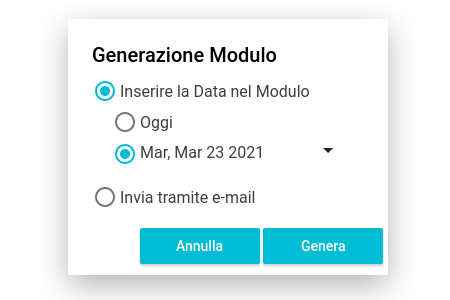 Generazione Modulo
Inserire la Data nel Modulo
Oggi
Mar, Mar 23 2021
Invia tramite e-mail
Annulla
Genera